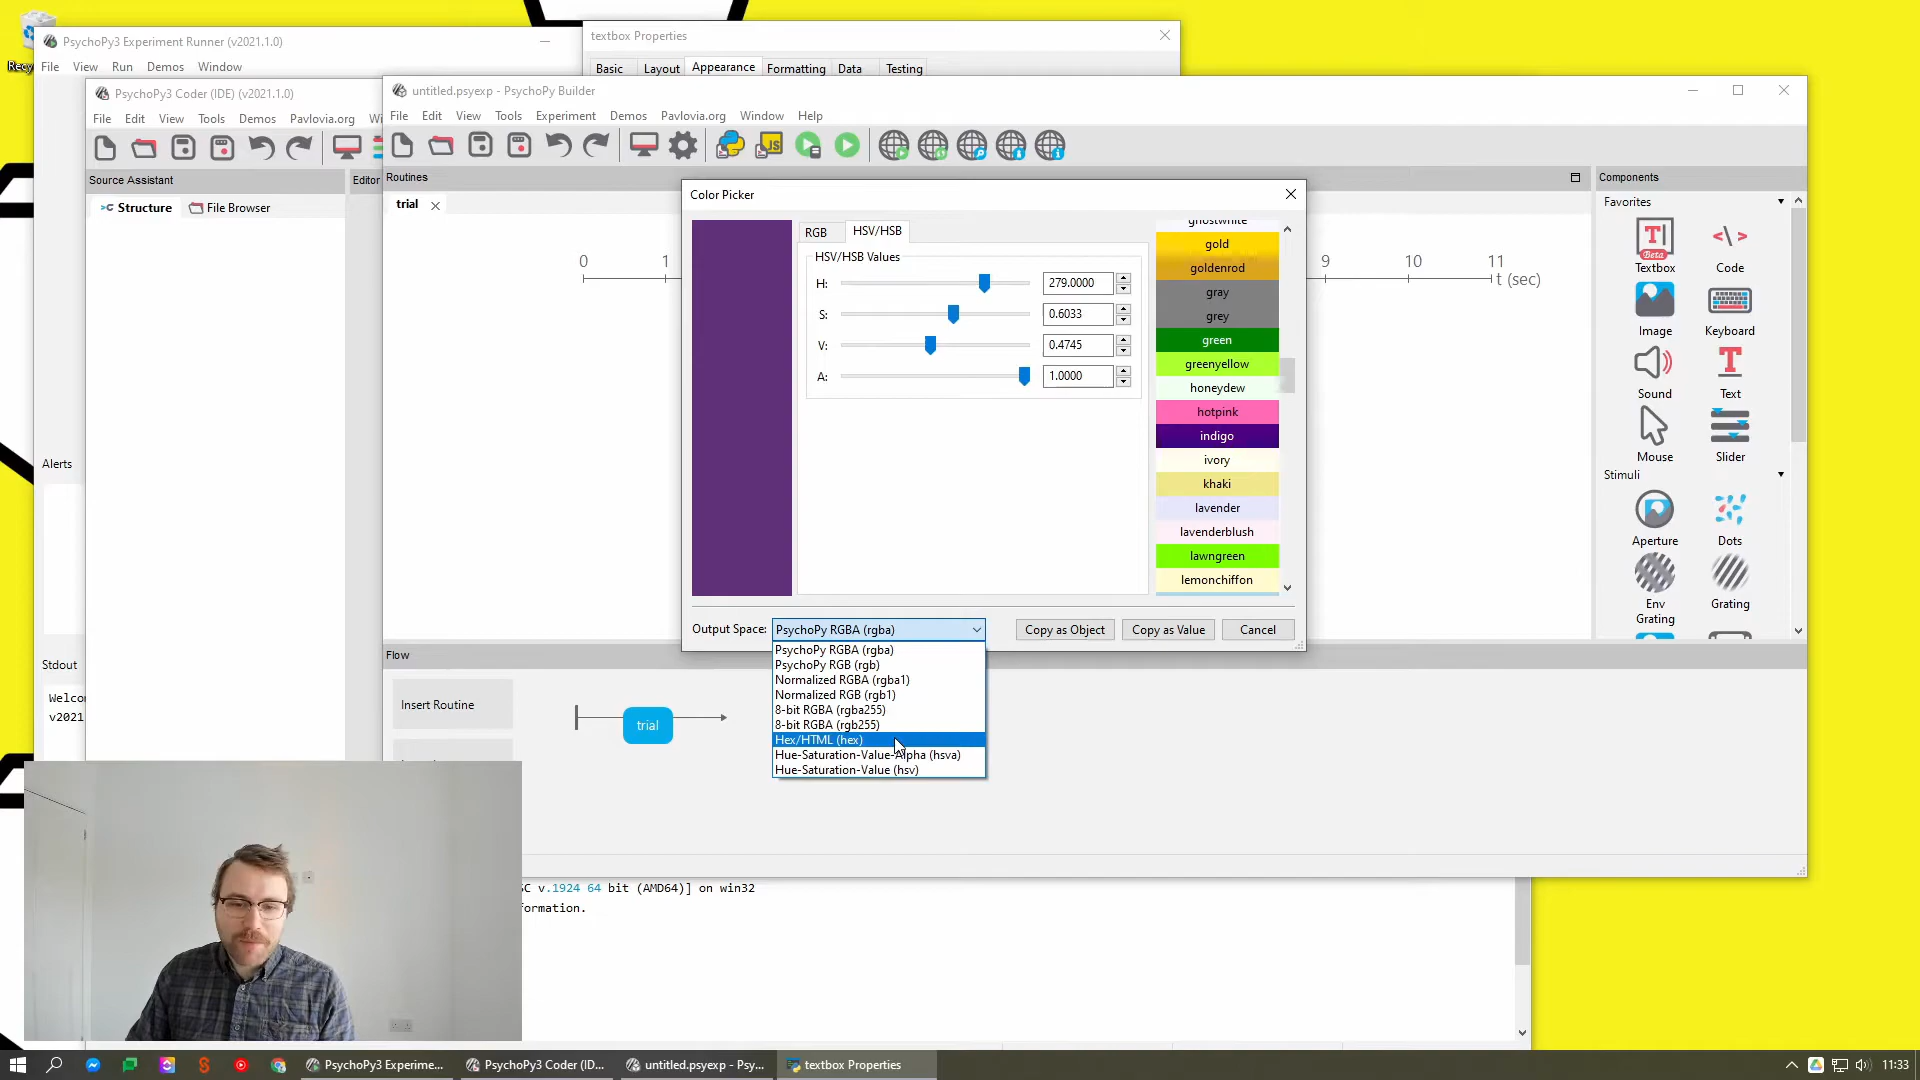 textbox Properties
PsychoPy3 Experiment Runner (v2021.1.0)
File View Run Demos Window
Basic Layout Appearance Formatting Data Testing
PsychoPy3 Coder (IDE) (v2021.1.0)
File Edit View Tools Demos Pavlovia.org
untitled.psyexp - PsychoPy Builder
File Edit View Tools Experiment Demos Pavlovia.org Window Help
Source Assistant
Editor
Structure
File Browser
Routines
trial
0 1 9 10 11 t (sec)
Color Picker
RGB HSV/HSB
HSV/HSB Values
H: 279.0000
S: 0.6033
V: 0.4745
A: 1.0000
ghostwhite
gold
goldenrod
gray
grey
green
greenyellow
honeydew
hotpink
indigo
ivory
khaki
lavender
lavenderblush
lawngreen
lemonchiffon
Output Space: PsychoPy RGBA (rgba)
Copy as Object Copy as Value Cancel
PsychoPy RGBA (rgba)
PsychoPy RGB (rgb)
Normalized RGBA (rgba1)
Normalized RGB (rgb1)
8-bit RGBA (rgba255)
8-bit RGBA (rgb255)
Hex/HTML (hex)
Hue-Saturation-Value-Alpha (hsva)
Hue-Saturation-Value (hsv)
Components
Favorites
Beta
Textbox Code
Image Keyboard
Sound Text
Mouse Slider
Stimuli
Aperture Dots
Env Grating
Grating
Alerts
Stdout
Welco
v2021
Flow
Insert Routine
trial
SC v.1924 64 bit (AMD64)] on win32
formation.
PsychoPy3 Experime...
PsychoPy3 Coder (ID...
untitled.psyexp - Psy...
textbox Properties
11:33